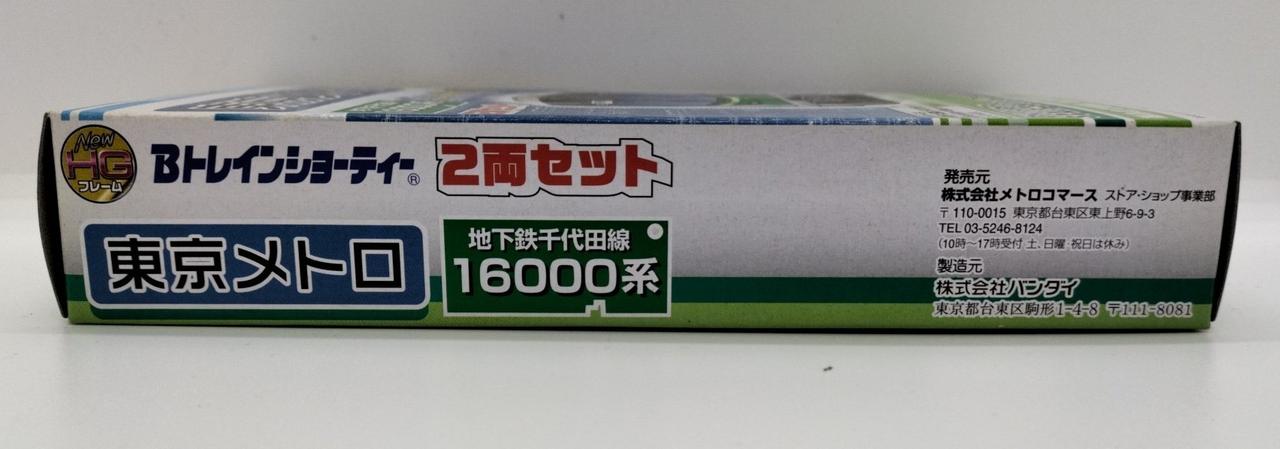 New
HG
フレーム
Bトレインショーティー®
2両セット
東京メトロ
地下鉄千代田線
16000系
発売元
株式会社メトロコマース ストア・ショップ事業部
〒110-0015 東京都台東区東上野6-9-3
TEL 03-5246-8124
(10時～17時受付 土、日曜・祝日は休み)
製造元
株式会社バンダイ
東京都台東区駒形1-4-8 〒111-8081